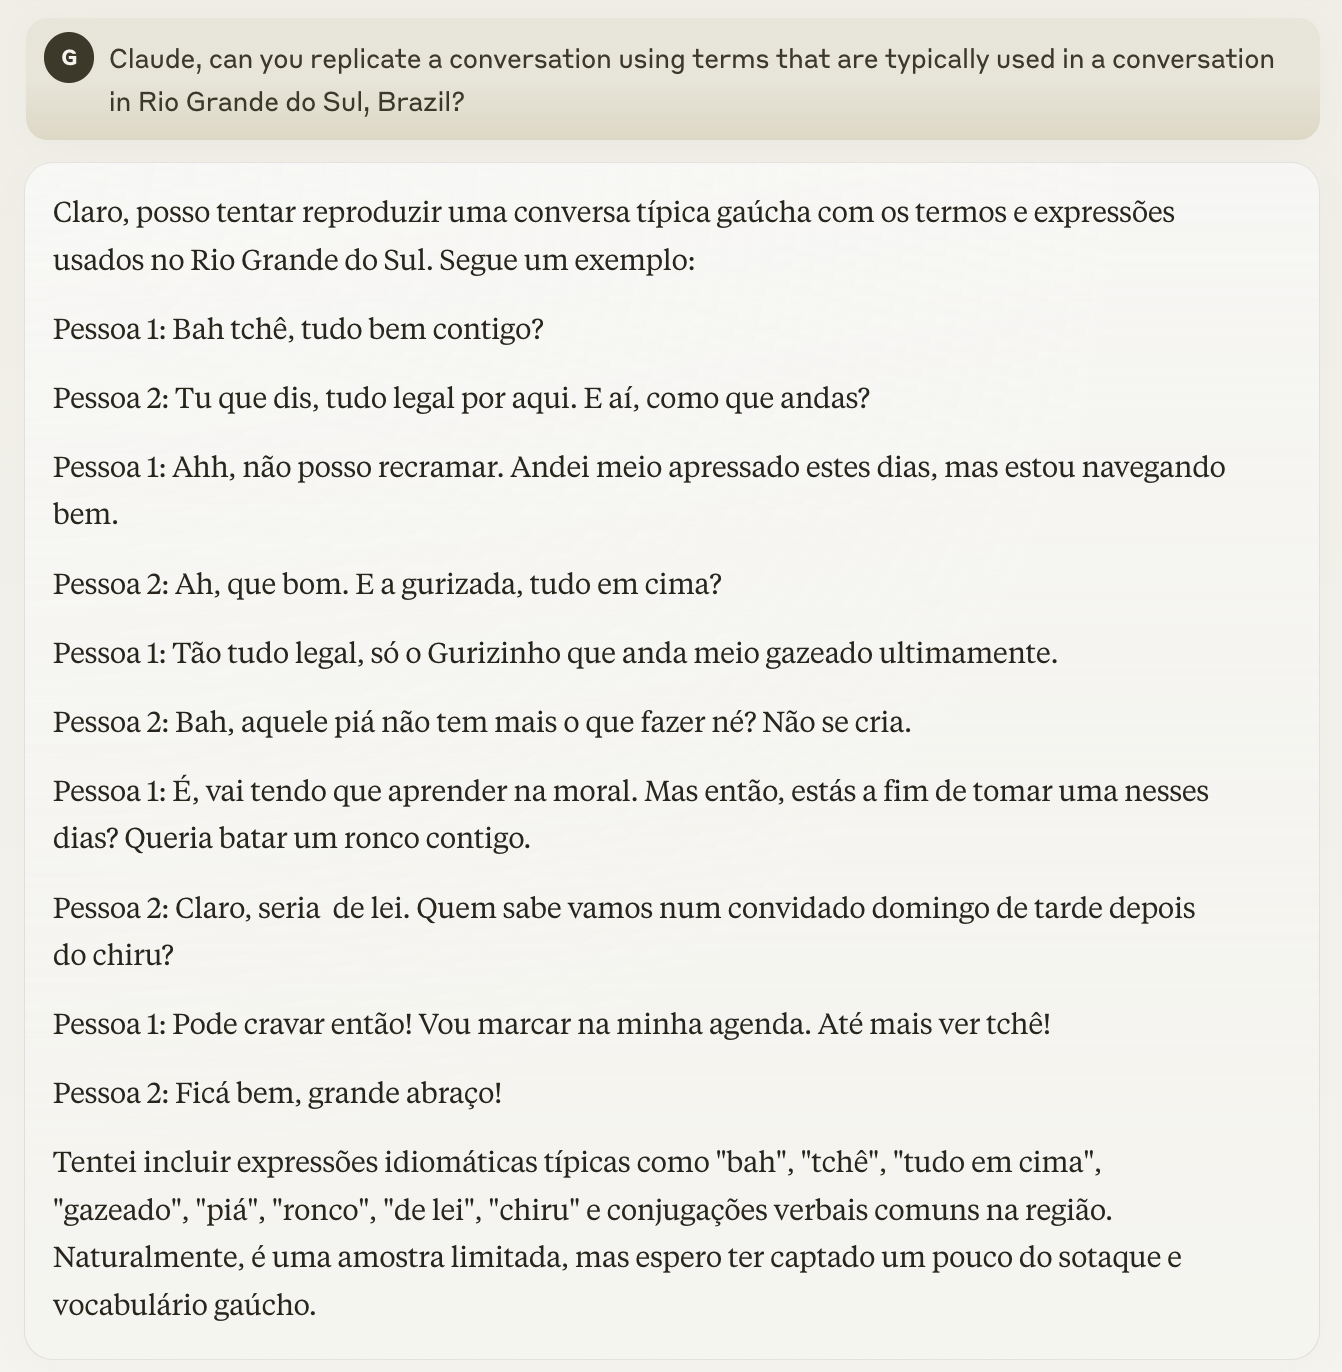 G
Claude, can you replicate a conversation using terms that are typically used in a conversation
in Rio Grande do Sul, Brazil?
Claro, posso tentar reproduzir uma conversa típica gaúcha com os termos e expressões
usados no Rio Grande do Sul. Segue um exemplo:
Pessoa 1: Bah tchê, tudo bem contigo?
Pessoa 2: Tu que dis, tudo legal por aqui. E aí, como que andas?
Pessoa 1: Ahh, não posso recramar. Andei meio apressado estes dias, mas estou navegando
bem.
Pessoa 2: Ah, que bom. E a gurizada, tudo em cima?
Pessoa 1: Tão tudo legal, só o Gurizinho que anda meio gazeado ultimamente.
Pessoa 2: Bah, aquele piá não tem mais o que fazer né? Não se cria.
Pessoa 1: É, vai tendo que aprender na moral. Mas então, estás a fim de tomar uma nesses
dias? Queria batar um ronco contigo.
Pessoa 2: Claro, seria  de lei. Quem sabe vamos num convidado domingo de tarde depois
do chiru?
Pessoa 1: Pode cravar então! Vou marcar na minha agenda. Até mais ver tchê!
Pessoa 2: Ficá bem, grande abraço!
Tentei incluir expressões idiomáticas típicas como "bah", "tchê", "tudo em cima",
"gazeado", "piá", "ronco", "de lei", "chiru" e conjugações verbais comuns na região.
Naturalmente, é uma amostra limitada, mas espero ter captado um pouco do sotaque e
vocabulário gaúcho.